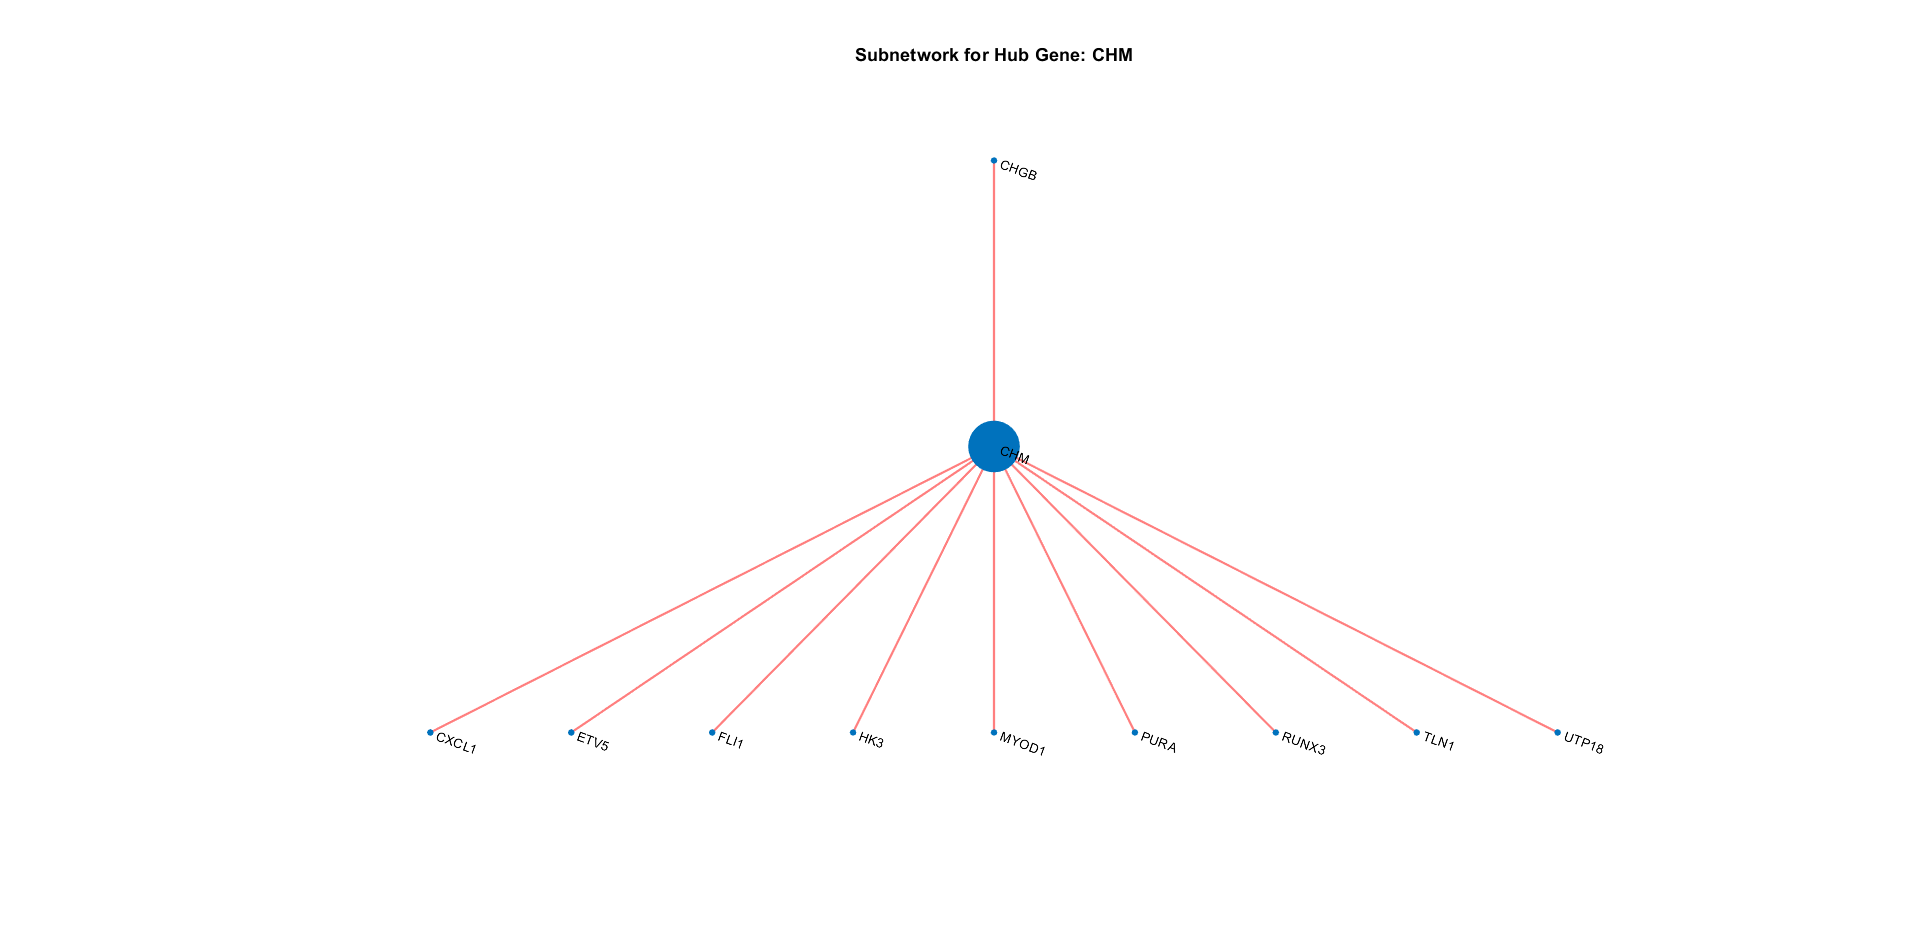 Subnetwork for Hub Gene: CHM
CHGB
CHM
CXCL1
ETV5
FLI1
HK3
MYOD1
PURA
RUNX3
TLN1
UTP18